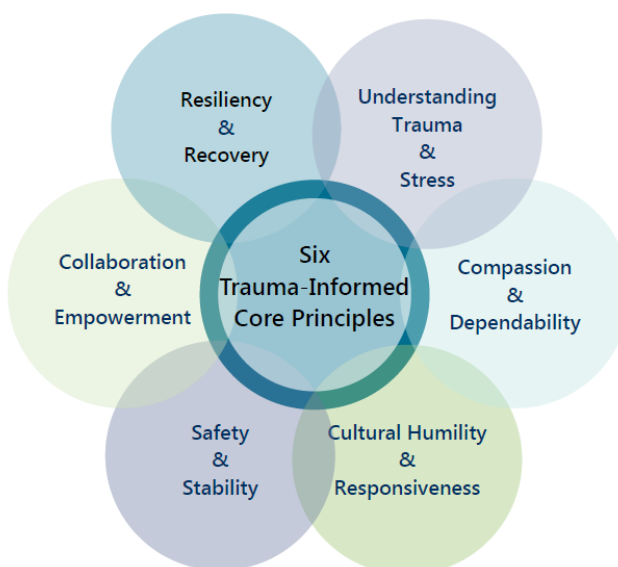 Six
Trauma-Informed
Core Principles
Resiliency
&
Recovery
Understanding
Trauma
&
Stress
Compassion
&
Dependability
Cultural Humility
&
Responsiveness
Safety
&
Stability
Collaboration
&
Empowerment